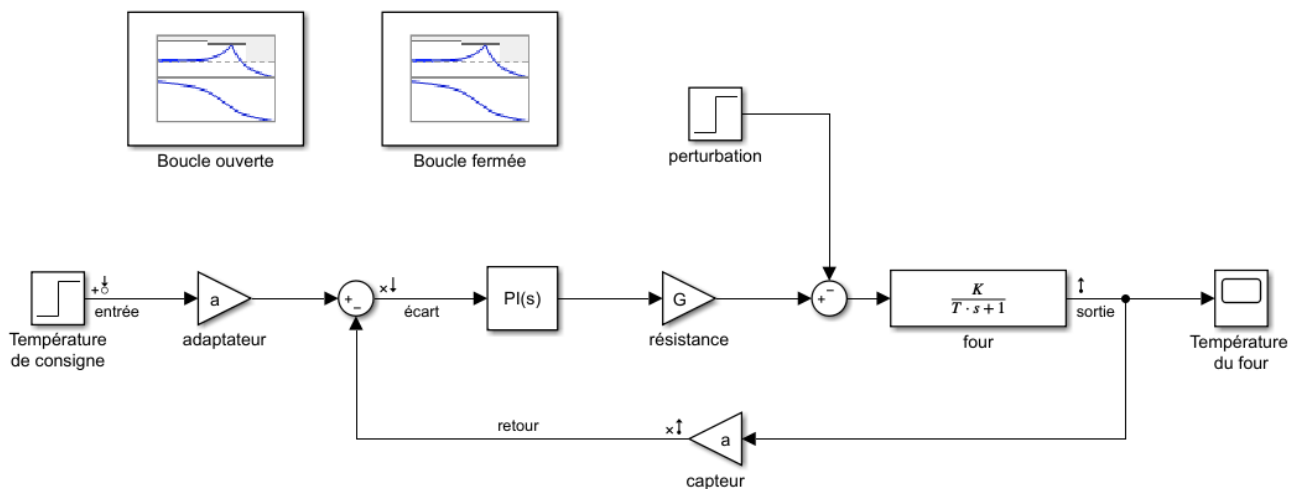 Boucle ouverte
Boucle fermée
perturbation
entrée
Température
de consigne
a
adaptateur
+
−
écart
PI(s)
G
résistance
+
−
K
T · s + 1
four
sortie
Température
du four
retour
a
capteur